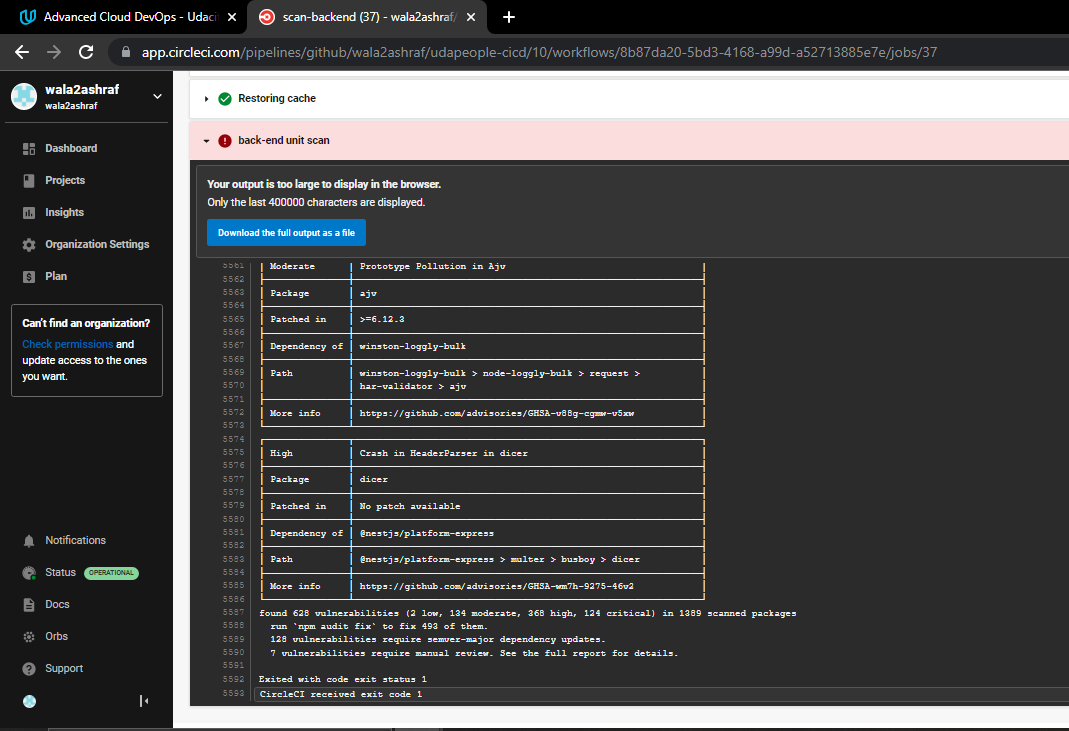 Advanced Cloud DevOps - Udaci
scan-backend (37) - wala2ashraf/
app.circleci.com/pipelines/github/wala2ashraf/udapeople-cicd/10/workflows/8b87da20-5bd3-4168-a99d-a52713885e7e/jobs/37
wala2ashraf
wala2ashraf
Dashboard
Projects
Insights
Organization Settings
Plan
Can't find an organization?
Check permissions and
update access to the ones
you want.
Notifications
Status OPERATIONAL
Docs
Orbs
Support
Restoring cache
back-end unit scan
Your output is too large to display in the browser.
Only the last 400000 characters are displayed.
Download the full output as a file
5561 Moderate Prototype Pollution in Ajv
5562
5563 Package ajv
5564
5565 Patched in >=6.12.3
5566
5567 Dependency of winston-loggly-bulk
5568
5569 Path winston-loggly-bulk > node-loggly-bulk > request >
5570 har-validator > ajv
5571
5572 More info https://github.com/advisories/GHSA-v88g-cgmw-v5xw
5573
5574
5575 High Crash in HeaderParser in dicer
5576
5577 Package dicer
5578
5579 Patched in No patch available
5580
5581 Dependency of @nestjs/platform-express
5582
5583 Path @nestjs/platform-express > multer > busboy > dicer
5584
5585 More info https://github.com/advisories/GHSA-wm7h-9275-46v2
5586
5587 found 628 vulnerabilities (2 low, 134 moderate, 368 high, 124 critical) in 1389 scanned packages
5588 run `npm audit fix` to fix 493 of them.
5589 128 vulnerabilities require semver-major dependency updates.
5590 7 vulnerabilities require manual review. See the full report for details.
5591
5592 Exited with code exit status 1
5593 CircleCI received exit code 1